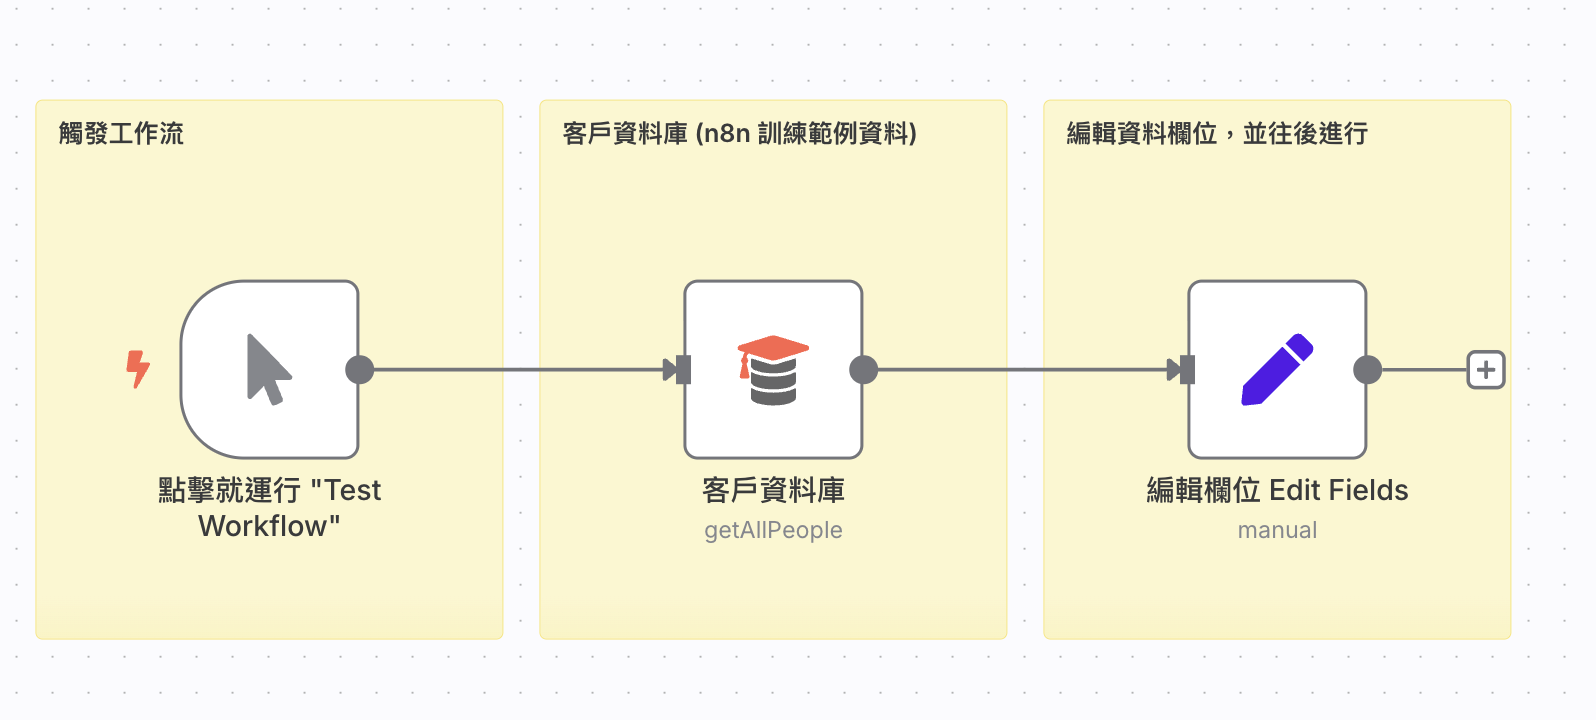 觸發工作流
客戶資料庫 (n8n 訓練範例資料)
編輯資料欄位，並往後進行
點擊就運行 "Test
Workflow"
客戶資料庫
getAllPeople
編輯欄位 Edit Fields
manual